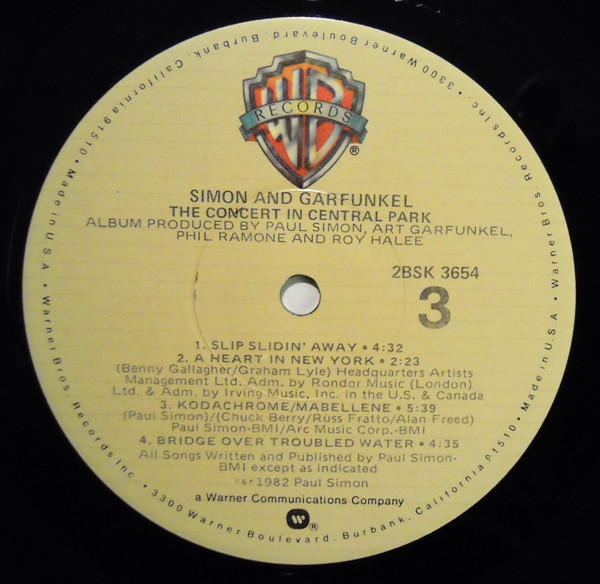 WB
RECORDS
®
SIMON AND GARFUNKEL
THE CONCERT IN CENTRAL PARK
ALBUM PRODUCED BY PAUL SIMON, ART GARFUNKEL,
PHIL RAMONE AND ROY HALEE
2BSK 3654
3
1. SLIP SLIDIN' AWAY • 4:32
2. A HEART IN NEW YORK • 2:23
(Benny Gallagher/Graham Lyle) Headquarters Artists
Management Ltd. Adm. by Rondor Music (London)
Ltd. & Adm. by Irving Music, Inc. in the U.S. & Canada
3. KODACHROME/MABELLENE • 5:39
(Paul Simon)/(Chuck Berry/Russ Fratto/Alan Freed)
Paul Simon-BMI/Arc Music Corp.-BMI
4. BRIDGE OVER TROUBLED WATER • 4:35
All Songs Written and Published by Paul Simon-
BMI except as indicated
©℗ 1982 Paul Simon
a Warner Communications Company
W ®
Warner Bros. Records Inc. • 3300 Warner Boulevard, Burbank, California 91510 • Made in U.S.A. •
Warner Bros. Records Inc. • 3300 Warner Boulevard, Burbank, California 91510 • Made in U.S.A. •